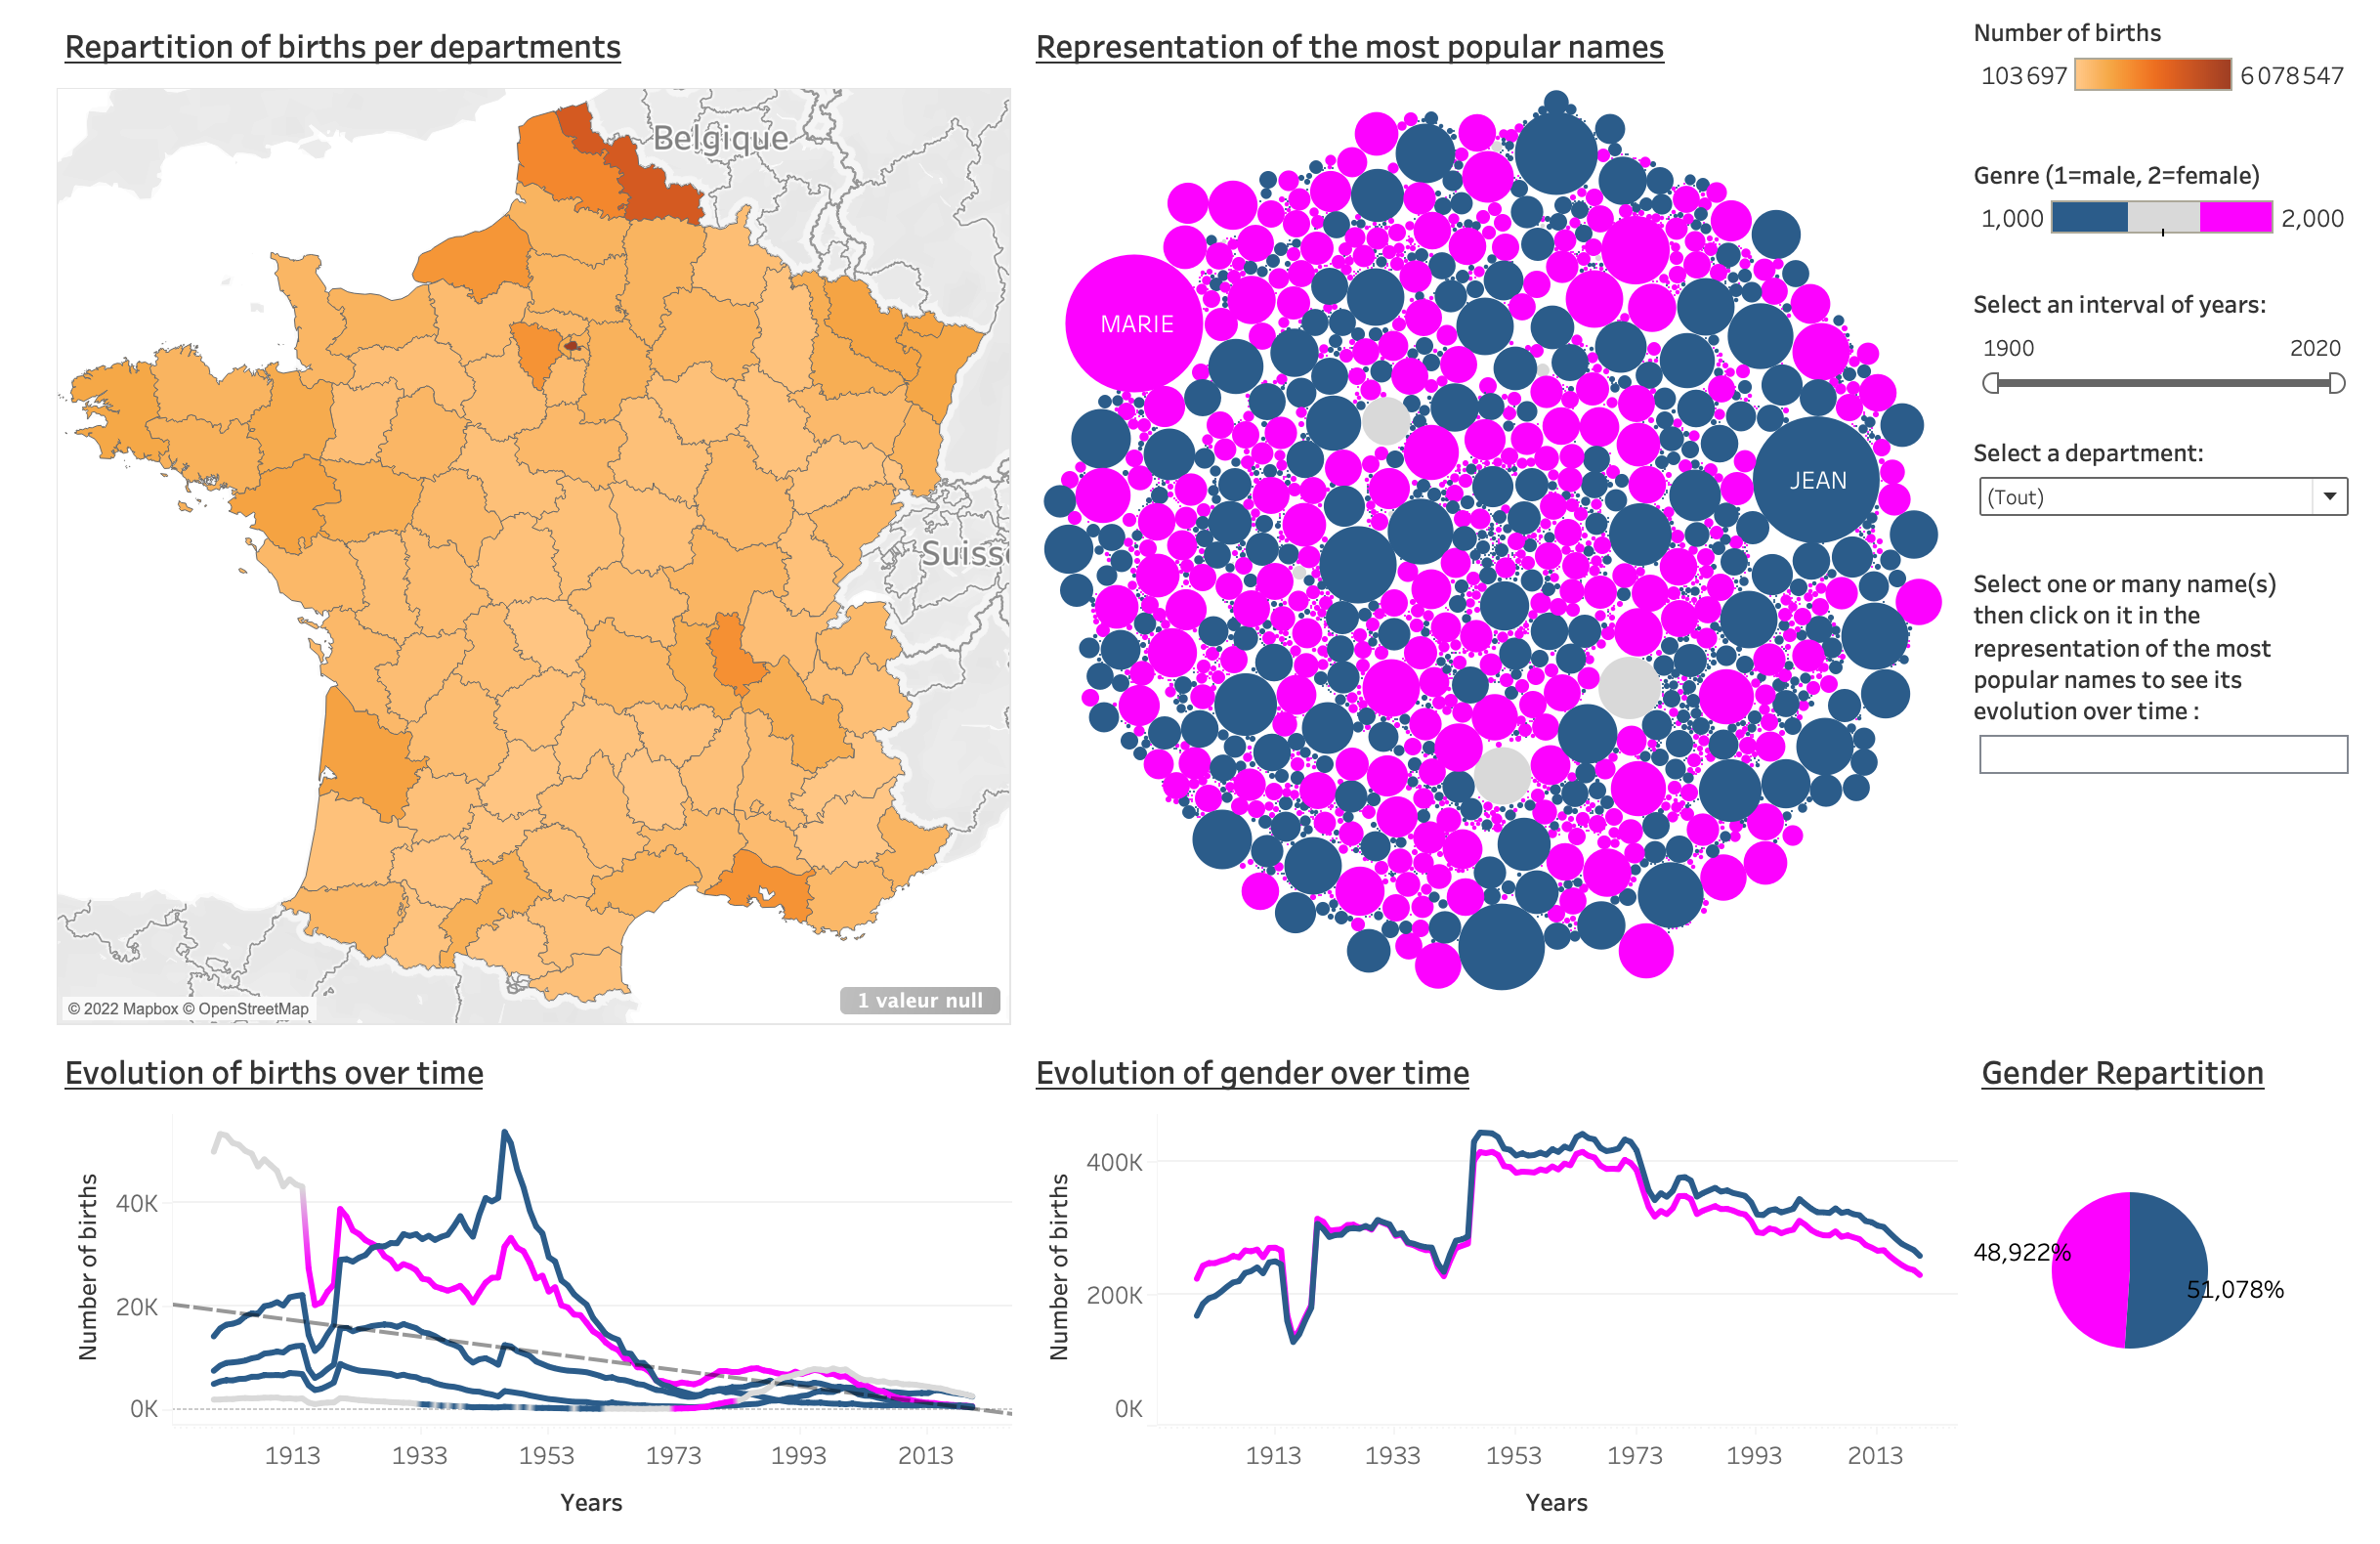 Repartition of births per departments
Belgique
Suisse
© 2022 Mapbox © OpenStreetMap
1 valeur null
Representation of the most popular names
MARIE
JEAN
Number of births
103 697
6 078 547
Genre (1=male, 2=female)
1,000
2,000
Select an interval of years:
1900
2020
Select a department:
(Tout)
Select one or many name(s)
then click on it in the
representation of the most
popular names to see its
evolution over time :
Evolution of births over time
Number of births
40K
20K
0K
1913
1933
1953
1973
1993
2013
Years
Evolution of gender over time
Number of births
400K
200K
0K
1913
1933
1953
1973
1993
2013
Years
Gender Repartition
48,922%
51,078%